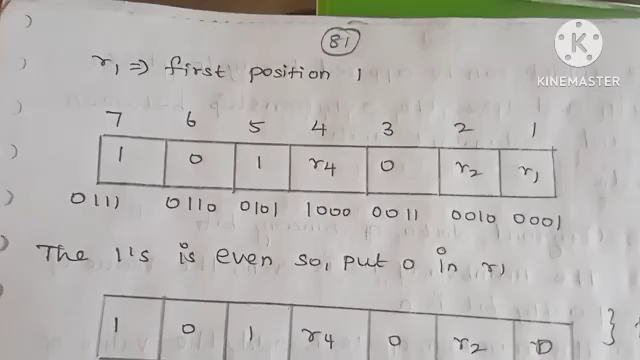 81
K
KINEMASTER
r1 => first position 1
7 6 5 4 3 2 1
1 0 1 r4 0 r2 r1
0111 0110 0101 1000 0011 0010 0001
The 1's is even so, put 0 in r1
1 0 1 r4 0 r2 0